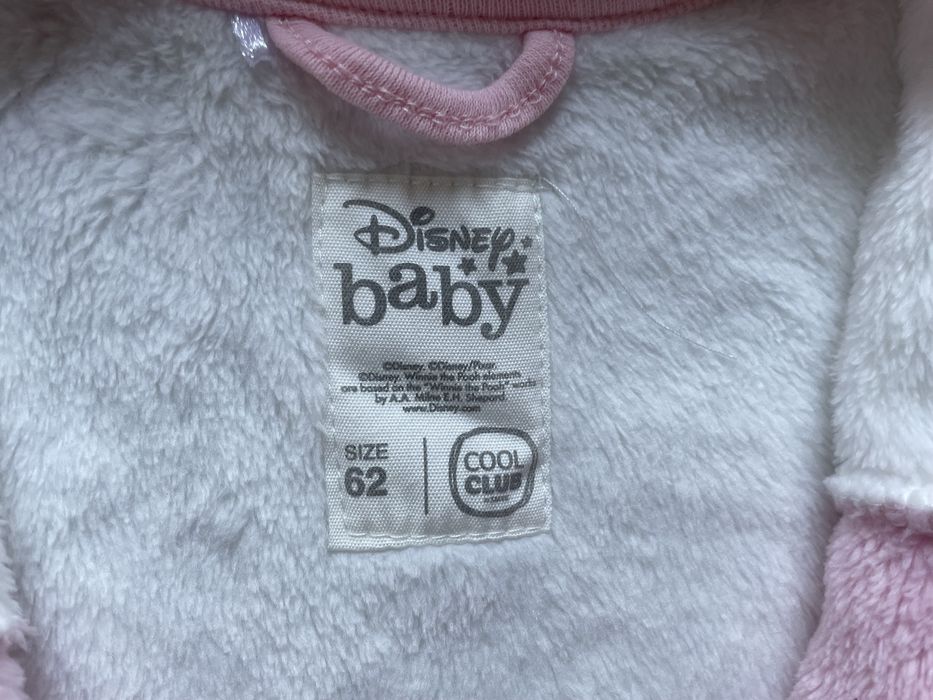 Disney
baby
©Disney. ©Disney/Pixar
©Disney. Winnie the Pooh elements
are based on the "Winnie the Pooh" works
by A.A. Milne E.H. Shepard
www.Disney.com
SIZE
62
COOL
CLUB